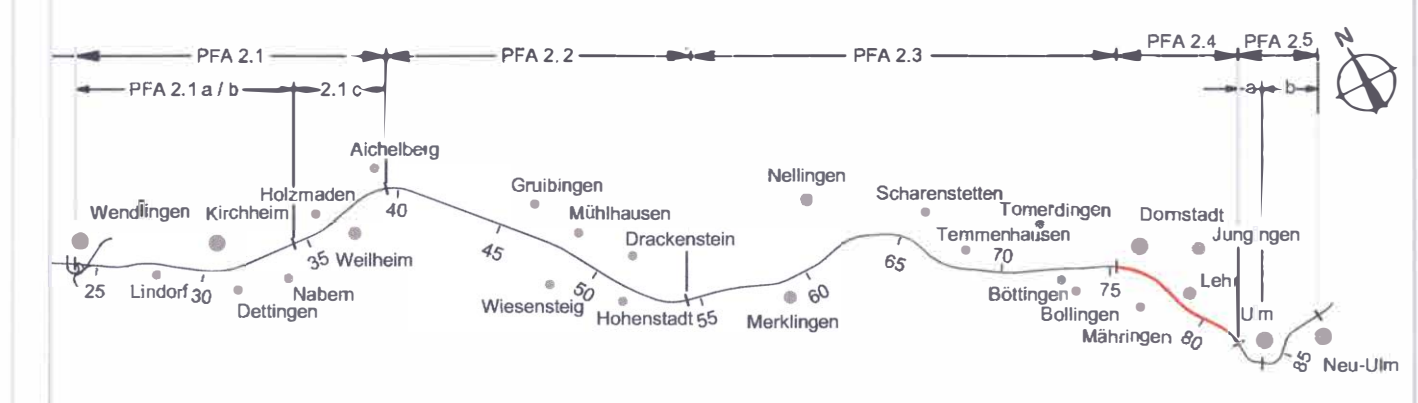 PFA 2.1
PFA 2.2
PFA 2.3
PFA 2.4
PFA 2.5
N
PFA 2.1 a / b
2.1 c
a
b
Aichelberg
Holzmaden
Wendlingen
Kirchheim
40
Gruibingen
Mühlhausen
Drackenstein
Nellingen
Scharenstetten
Tomerdingen
Dornstadt
Jungingen
Temmenhausen
25
Lindorf
30
Dettingen
Nabern
35
Weilheim
45
Wiesensteig
50
Hohenstadt
55
Merklingen
60
65
70
Böttingen
Bollingen
75
Mähringen
Lehr
80
Ulm
85
Neu-Ulm